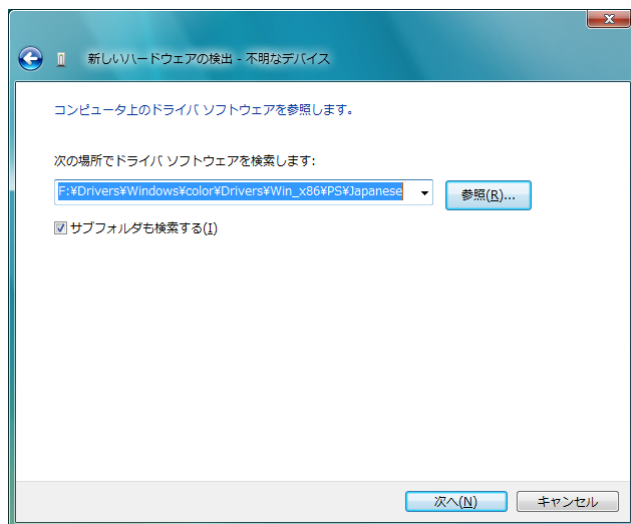 新しいハードウェアの検出 - 不明なデバイス
コンピュータ上のドライバ ソフトウェアを参照します。
次の場所でドライバ ソフトウェアを検索します:
F:¥Drivers¥Windows¥color¥Drivers¥Win_x86¥PS¥Japanese
参照(R)...
サブフォルダも検索する(I)
次へ(N)
キャンセル